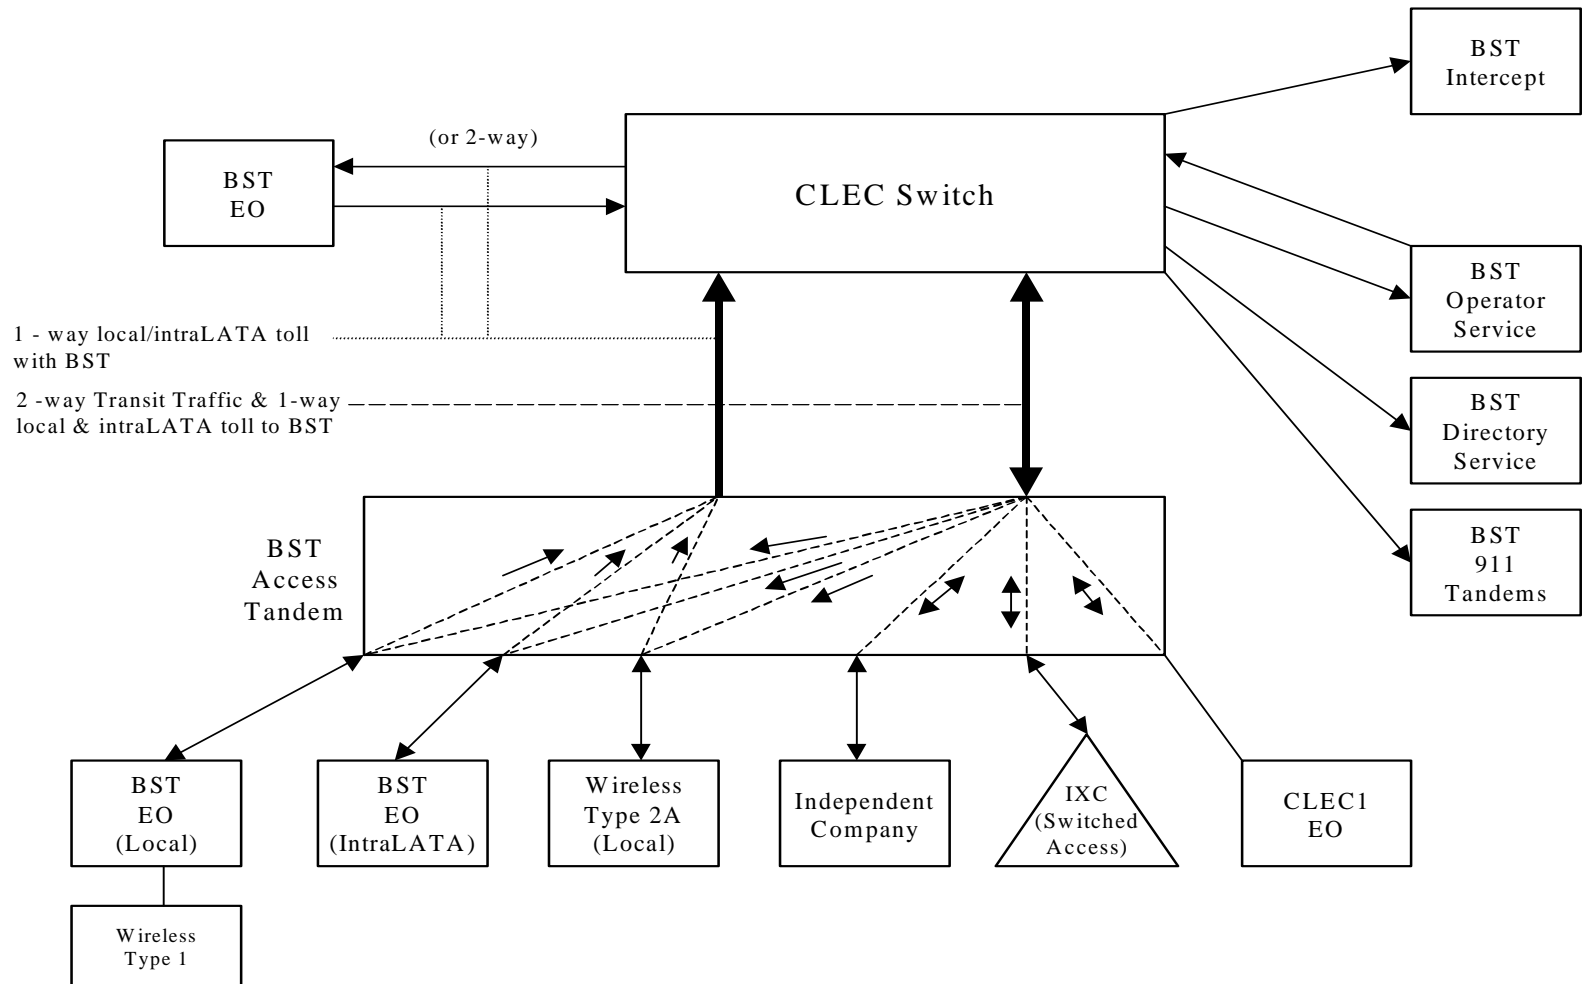 BST
Intercept
(or 2-way)
BST
EO
CLEC Switch
BST
Operator
Service
1 - way local/intraLATA toll
with BST
2 -way Transit Traffic & 1-way
local & intraLATA toll to BST
BST
Directory
Service
BST
Access
Tandem
BST
911
Tandems
BST
EO
(Local)
BST
EO
(IntraLATA)
Wireless
Type 2A
(Local)
Independent
Company
IXC
(Switched
Access)
CLEC1
EO
Wireless
Type 1